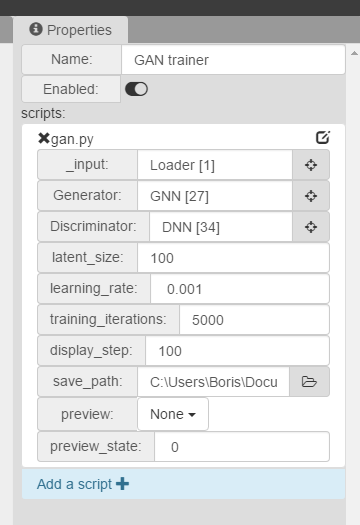 Properties
Name: GAN trainer
Enabled:
scripts:
gan.py
_input: Loader [1]
Generator: GNN [27]
Discriminator: DNN [34]
latent_size: 100
learning_rate: 0.001
training_iterations: 5000
display_step: 100
save_path: C:\Users\Boris\Docu
preview: None
preview_state: 0
Add a script